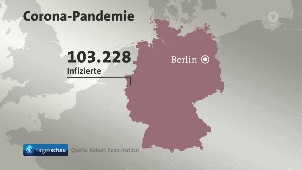 Corona-Pandemie
103.228
Infizierte
Berlin
tagesschau Quelle: Robert Koch-Institut